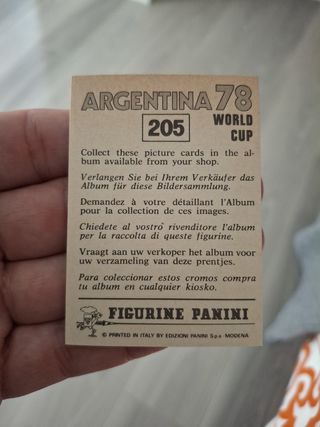 ARGENTINA 78
205
WORLD
CUP
Collect these picture cards in the al-
bum available from your shop.
Verlangen Sie bei Ihrem Verkäufer das
Album für diese Bildersammlung.
Demandez à votre détaillant l'Album
pour la collection de ces images.
Chiedete al vostro rivenditore l'album
per la raccolta di queste figurine.
Vraagt aan uw verkoper het album voor
uw verzameling van deze prentjes.
Para coleccionar estos cromos compra
tu album en cualquier kiosko.
FIGURINE PANINI
© PRINTED IN ITALY BY EDIZIONI PANINI S.p.A. MODENA